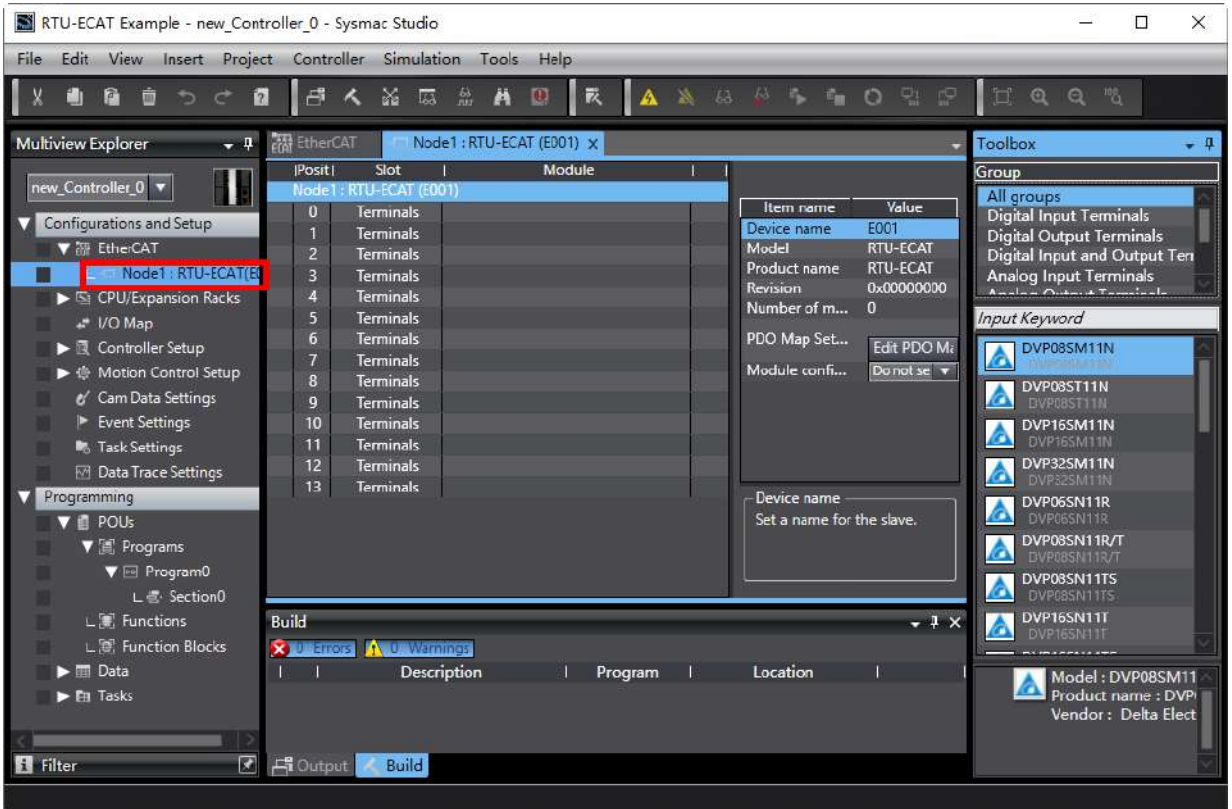 RTU-ECAT Example - new_Controller_0 - Sysmac Studio
File Edit View Insert Project Controller Simulation Tools Help
Multiview Explorer
new_Controller_0
Configurations and Setup
EtherCAT
Node1 : RTU-ECAT(E0
CPU/Expansion Racks
I/O Map
Controller Setup
Motion Control Setup
Cam Data Settings
Event Settings
Task Settings
Data Trace Settings
Programming
POUs
Programs
Program0
Section0
Functions
Function Blocks
Data
Tasks
Filter
EtherCAT Node1 : RTU-ECAT (E001) x
|Posit| Slot | Module |
Node1 : RTU-ECAT (E001)
0 Terminals
1 Terminals
2 Terminals
3 Terminals
4 Terminals
5 Terminals
6 Terminals
7 Terminals
8 Terminals
9 Terminals
10 Terminals
11 Terminals
12 Terminals
13 Terminals
Item name Value
Device name E001
Model RTU-ECAT
Product name RTU-ECAT
Revision 0x00000000
Number of m... 0
PDO Map Set... Edit PDO Ma
Module confi... Do not se
Device name
Set a name for the slave.
Build
0 Errors 0 Warnings
Description | Program | Location |
Output Build
Toolbox
Group
All groups
Digital Input Terminals
Digital Output Terminals
Digital Input and Output Terr
Analog Input Terminals
Analog Output Terminals
Input Keyword
DVP08SM11N
DVP08SM11N
DVP08ST11N
DVP08ST11N
DVP16SM11N
DVP16SM11N
DVP32SM11N
DVP32SM11N
DVP06SN11R
DVP06SN11R
DVP08SN11R/T
DVP08SN11R/T
DVP08SN11TS
DVP08SN11TS
DVP16SN11T
DVP16SN11T
Model : DVP08SM11
Product name : DVP
Vendor : Delta Elect